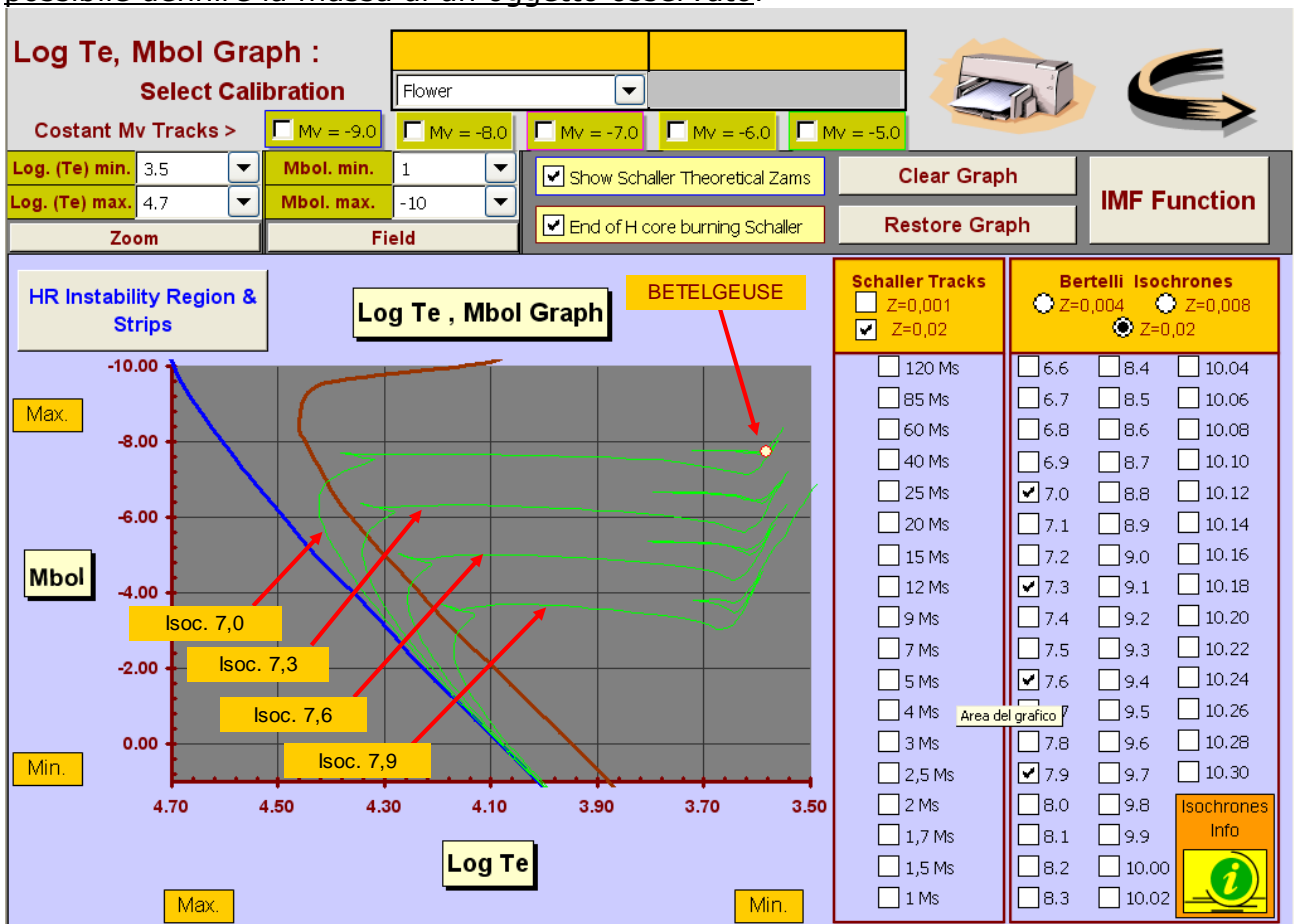 possibile definire la massa di un oggetto osservato.
Log Te, Mbol Graph :
Select Calibration
Flower
Costant Mv Tracks >
Mv = -9.0
Mv = -8.0
Mv = -7.0
Mv = -6.0
Mv = -5.0
Log. (Te) min.
3.5
Mbol. min.
1
Log. (Te) max.
4.7
Mbol. max.
-10
Zoom
Field
Show Schaller Theoretical Zams
End of H core burning Schaller
Clear Graph
Restore Graph
IMF Function
HR Instability Region &
Strips
Log Te , Mbol Graph
BETELGEUSE
-10.00
-8.00
-6.00
-4.00
-2.00
0.00
Max.
Mbol
Min.
Isoc. 7,0
Isoc. 7,3
Isoc. 7,6
Isoc. 7,9
4.70 4.50 4.30 4.10 3.90 3.70 3.50
Log Te
Max.
Min.
Schaller Tracks
Z=0,001
Z=0,02
120 Ms
85 Ms
60 Ms
40 Ms
25 Ms
20 Ms
15 Ms
12 Ms
9 Ms
7 Ms
5 Ms
4 Ms
3 Ms
2,5 Ms
2 Ms
1,7 Ms
1,5 Ms
1 Ms
Area del grafico
Bertelli Isochrones
Z=0,004 Z=0,008
Z=0,02
6.6 8.4 10.04
6.7 8.5 10.06
6.8 8.6 10.08
6.9 8.7 10.10
7.0 8.8 10.12
7.1 8.9 10.14
7.2 9.0 10.16
7.3 9.1 10.18
7.4 9.2 10.20
7.5 9.3 10.22
7.6 9.4 10.24
7 9.5 10.26
7.8 9.6 10.28
7.9 9.7 10.30
8.0 9.8
8.1 9.9
8.2 10.00
8.3 10.02
Isochrones
Info